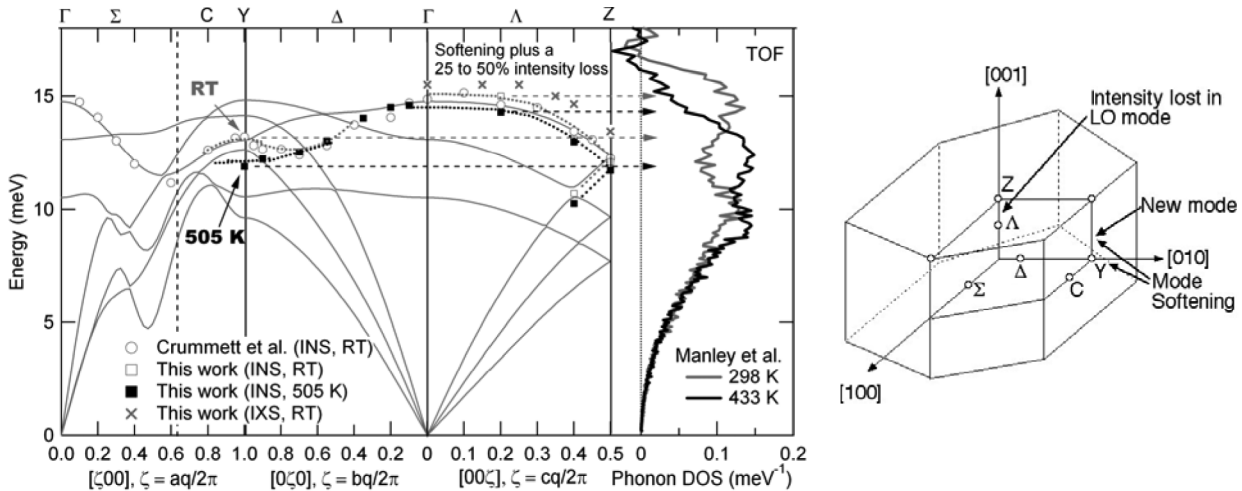 Γ Σ C Y Δ Γ Λ Z
Softening plus a
25 to 50% intensity loss
TOF
RT
505 K
Energy (meV)
15
10
5
0
Crummett et al. (INS, RT)
This work (INS, RT)
This work (INS, 505 K)
This work (IXS, RT)
Manley et al.
298 K
433 K
0.0 0.2 0.4 0.6 0.8 1.0 0.8 0.6 0.4 0.2 0 0.1 0.2 0.3 0.4 0.5 0 0.1 0.2
[ζ00], ζ = aq/2π [0ζ0], ζ = bq/2π [00ζ], ζ = cq/2π Phonon DOS (meV⁻¹)
[001]
Intensity lost in
LO mode
Z
Λ
New mode
[010]
Σ
Δ
C
Y
Mode
Softening
[100]